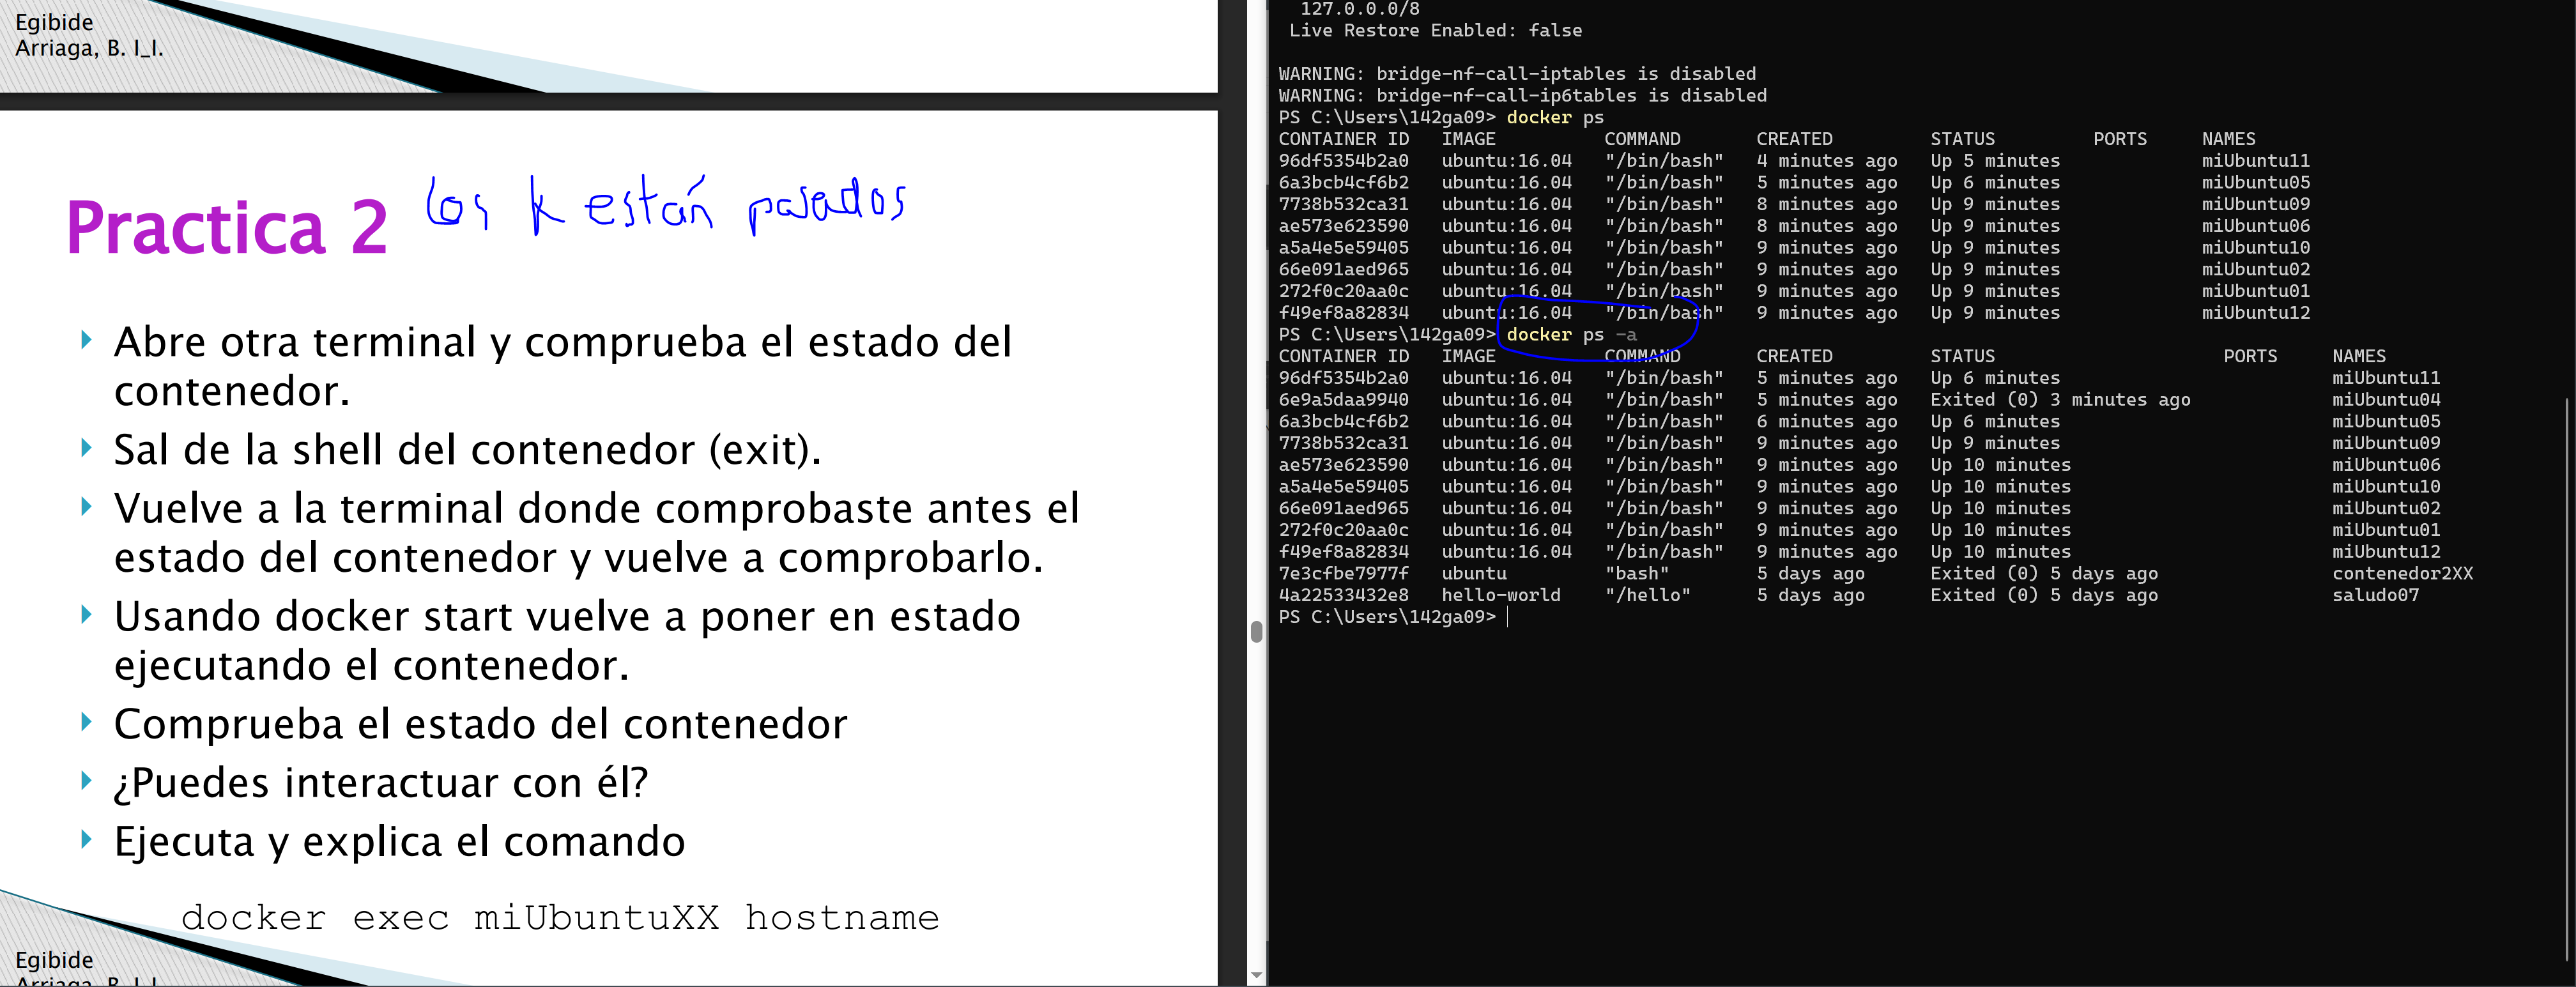 Egibide
Arriaga, B. I_I.
Practica 2
Los k están pasados
Abre otra terminal y comprueba el estado del
contenedor.
Sal de la shell del contenedor (exit).
Vuelve a la terminal donde comprobaste antes el
estado del contenedor y vuelve a comprobarlo.
Usando docker start vuelve a poner en estado
ejecutando el contenedor.
Comprueba el estado del contenedor
¿Puedes interactuar con él?
Ejecuta y explica el comando
docker exec miUbuntuXX hostname
Egibide
Arriaga, B. I_I.
127.0.0.0/8
Live Restore Enabled: false
WARNING: bridge-nf-call-iptables is disabled
WARNING: bridge-nf-call-ip6tables is disabled
PS C:\Users\142ga09> docker ps
CONTAINER ID IMAGE COMMAND CREATED STATUS PORTS NAMES
96df5354b2a0 ubuntu:16.04 "/bin/bash" 4 minutes ago Up 5 minutes miUbuntu11
6a3bcb4cf6b2 ubuntu:16.04 "/bin/bash" 5 minutes ago Up 6 minutes miUbuntu05
7738b532ca31 ubuntu:16.04 "/bin/bash" 8 minutes ago Up 9 minutes miUbuntu09
ae573e623590 ubuntu:16.04 "/bin/bash" 8 minutes ago Up 9 minutes miUbuntu06
a5a4e5e59405 ubuntu:16.04 "/bin/bash" 9 minutes ago Up 9 minutes miUbuntu10
66e091aed965 ubuntu:16.04 "/bin/bash" 9 minutes ago Up 9 minutes miUbuntu02
272f0c20aa0c ubuntu:16.04 "/bin/bash" 9 minutes ago Up 9 minutes miUbuntu01
f49ef8a82834 ubuntu:16.04 "/bin/bash" 9 minutes ago Up 9 minutes miUbuntu12
PS C:\Users\142ga09> docker ps -a
CONTAINER ID IMAGE COMMAND CREATED STATUS PORTS NAMES
96df5354b2a0 ubuntu:16.04 "/bin/bash" 5 minutes ago Up 6 minutes miUbuntu11
6e9a5daa9940 ubuntu:16.04 "/bin/bash" 5 minutes ago Exited (0) 3 minutes ago miUbuntu04
6a3bcb4cf6b2 ubuntu:16.04 "/bin/bash" 6 minutes ago Up 6 minutes miUbuntu05
7738b532ca31 ubuntu:16.04 "/bin/bash" 9 minutes ago Up 9 minutes miUbuntu09
ae573e623590 ubuntu:16.04 "/bin/bash" 9 minutes ago Up 10 minutes miUbuntu06
a5a4e5e59405 ubuntu:16.04 "/bin/bash" 9 minutes ago Up 10 minutes miUbuntu10
66e091aed965 ubuntu:16.04 "/bin/bash" 9 minutes ago Up 10 minutes miUbuntu02
272f0c20aa0c ubuntu:16.04 "/bin/bash" 9 minutes ago Up 10 minutes miUbuntu01
f49ef8a82834 ubuntu:16.04 "/bin/bash" 9 minutes ago Up 10 minutes miUbuntu12
7e3cfbe7977f ubuntu "bash" 5 days ago Exited (0) 5 days ago contenedor2XX
4a22533432e8 hello-world "/hello" 5 days ago Exited (0) 5 days ago saludo07
PS C:\Users\142ga09>